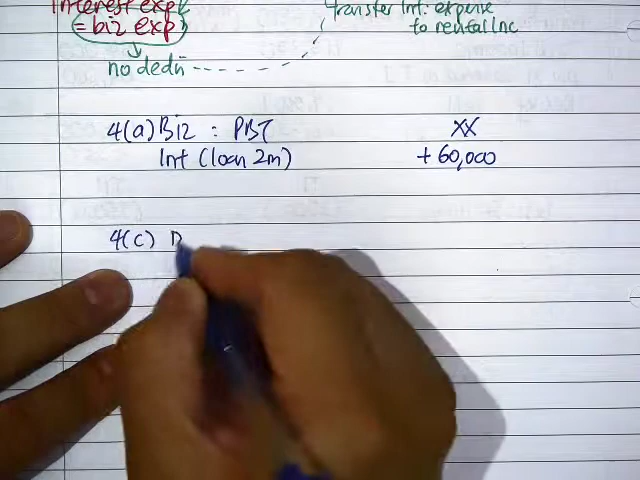 Interest exp
= biz exp
no dedn
transfer Int: expense
to rental Inc
4(a) Biz : PBT XX
Int (loan 2m) + 60,000
4(c)